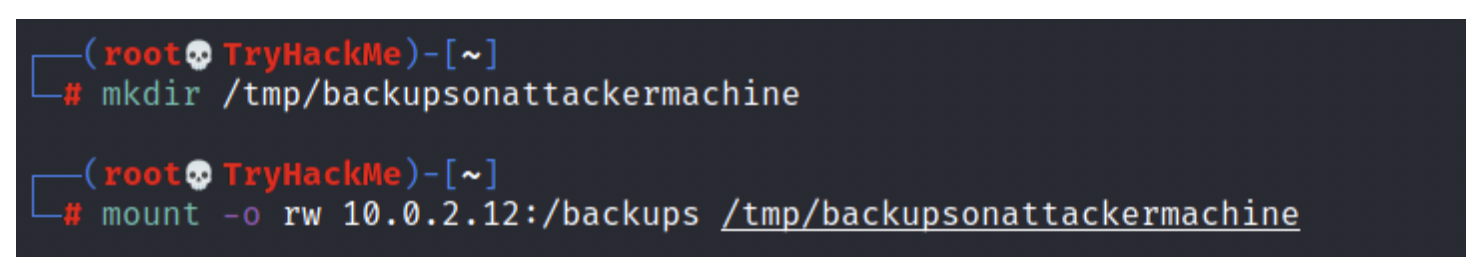 ┌──(root💀TryHackMe)-[~]
└─# mkdir /tmp/backupsonattackermachine
┌──(root💀TryHackMe)-[~]
└─# mount -o rw 10.0.2.12:/backups /tmp/backupsonattackermachine